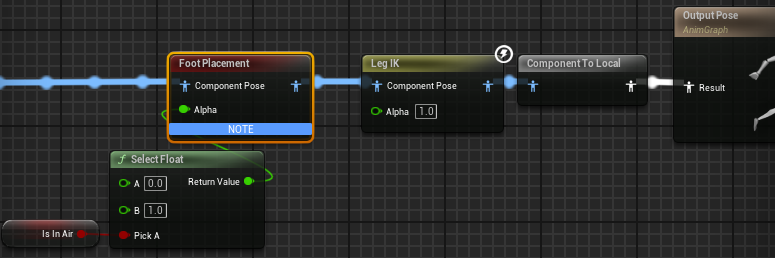 Output Pose
AnimGraph
Foot Placement
Leg IK
Component To Local
Component Pose
Component Pose
Result
Alpha
Alpha 1.0
NOTE
f Select Float
A 0.0 Return Value
B 1.0
Is In Air
Pick A